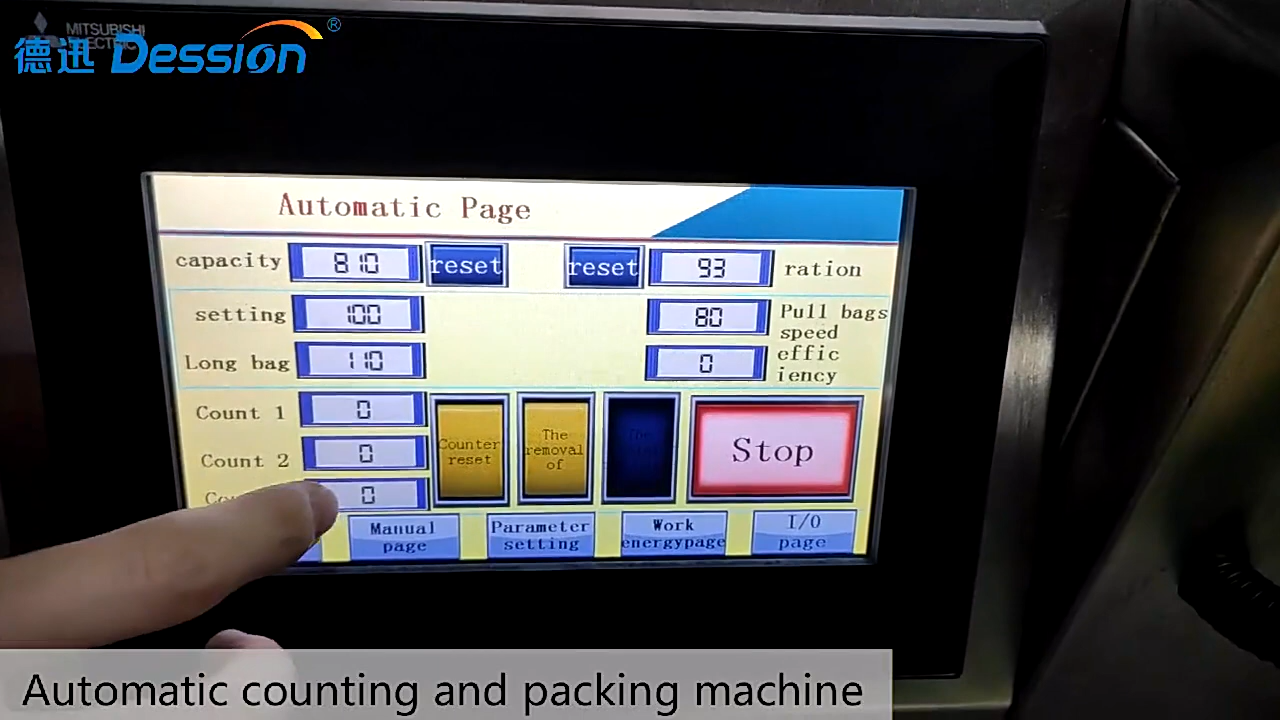 MITSUBISHI
ELECTRIC
德迅 Dession®
Automatic Page
capacity 810 reset reset 93 ration
setting 100 80 Pull bags speed
Long bag 110 0 effic
iency
Count 1 0
Count 2 0
0
Counter
reset
The
removal
of
Stop
Manual
page
Parameter
setting
Work
energypage
I/O
page
Automatic counting and packing machine